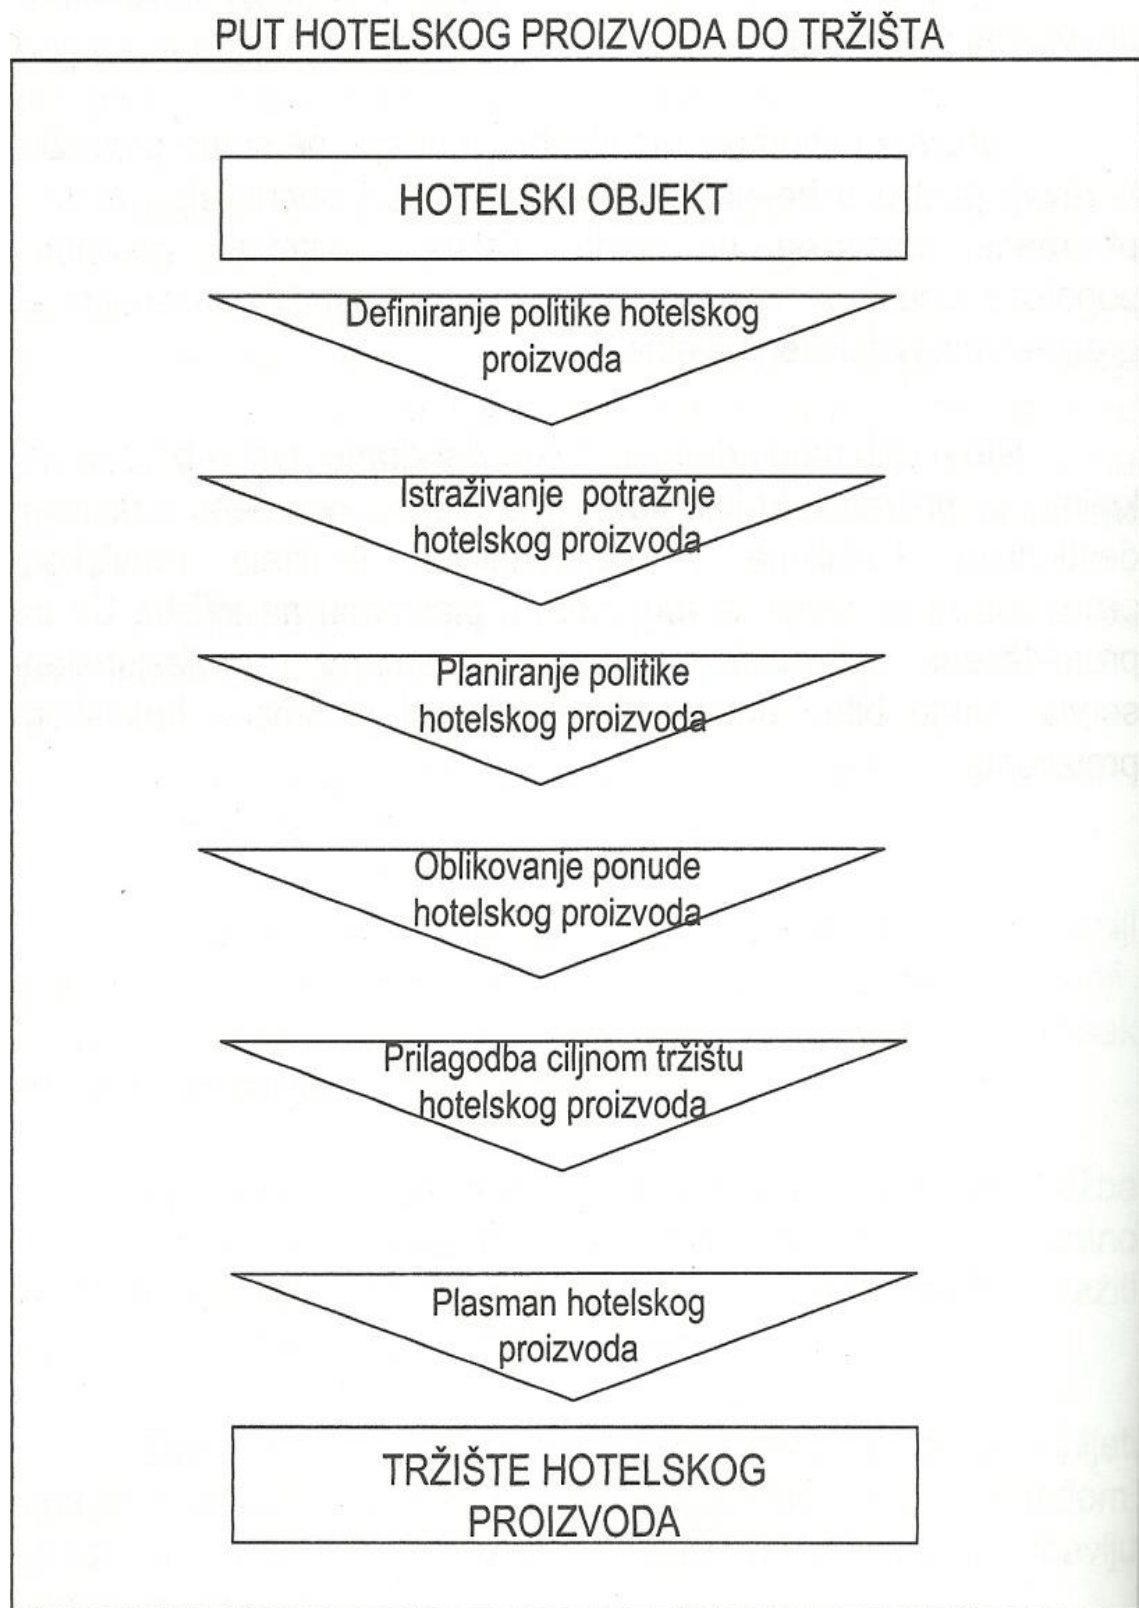 PUT HOTELSKOG PROIZVODA DO TRŽIŠTA
HOTELSKI OBJEKT
Definiranje politike hotelskog
proizvoda
Istraživanje potražnje
hotelskog proizvoda
Planiranje politike
hotelskog proizvoda
Oblikovanje ponude
hotelskog proizvoda
Prilagodba ciljnom tržištu
hotelskog proizvoda
Plasman hotelskog
proizvoda
TRŽIŠTE HOTELSKOG
PROIZVODA